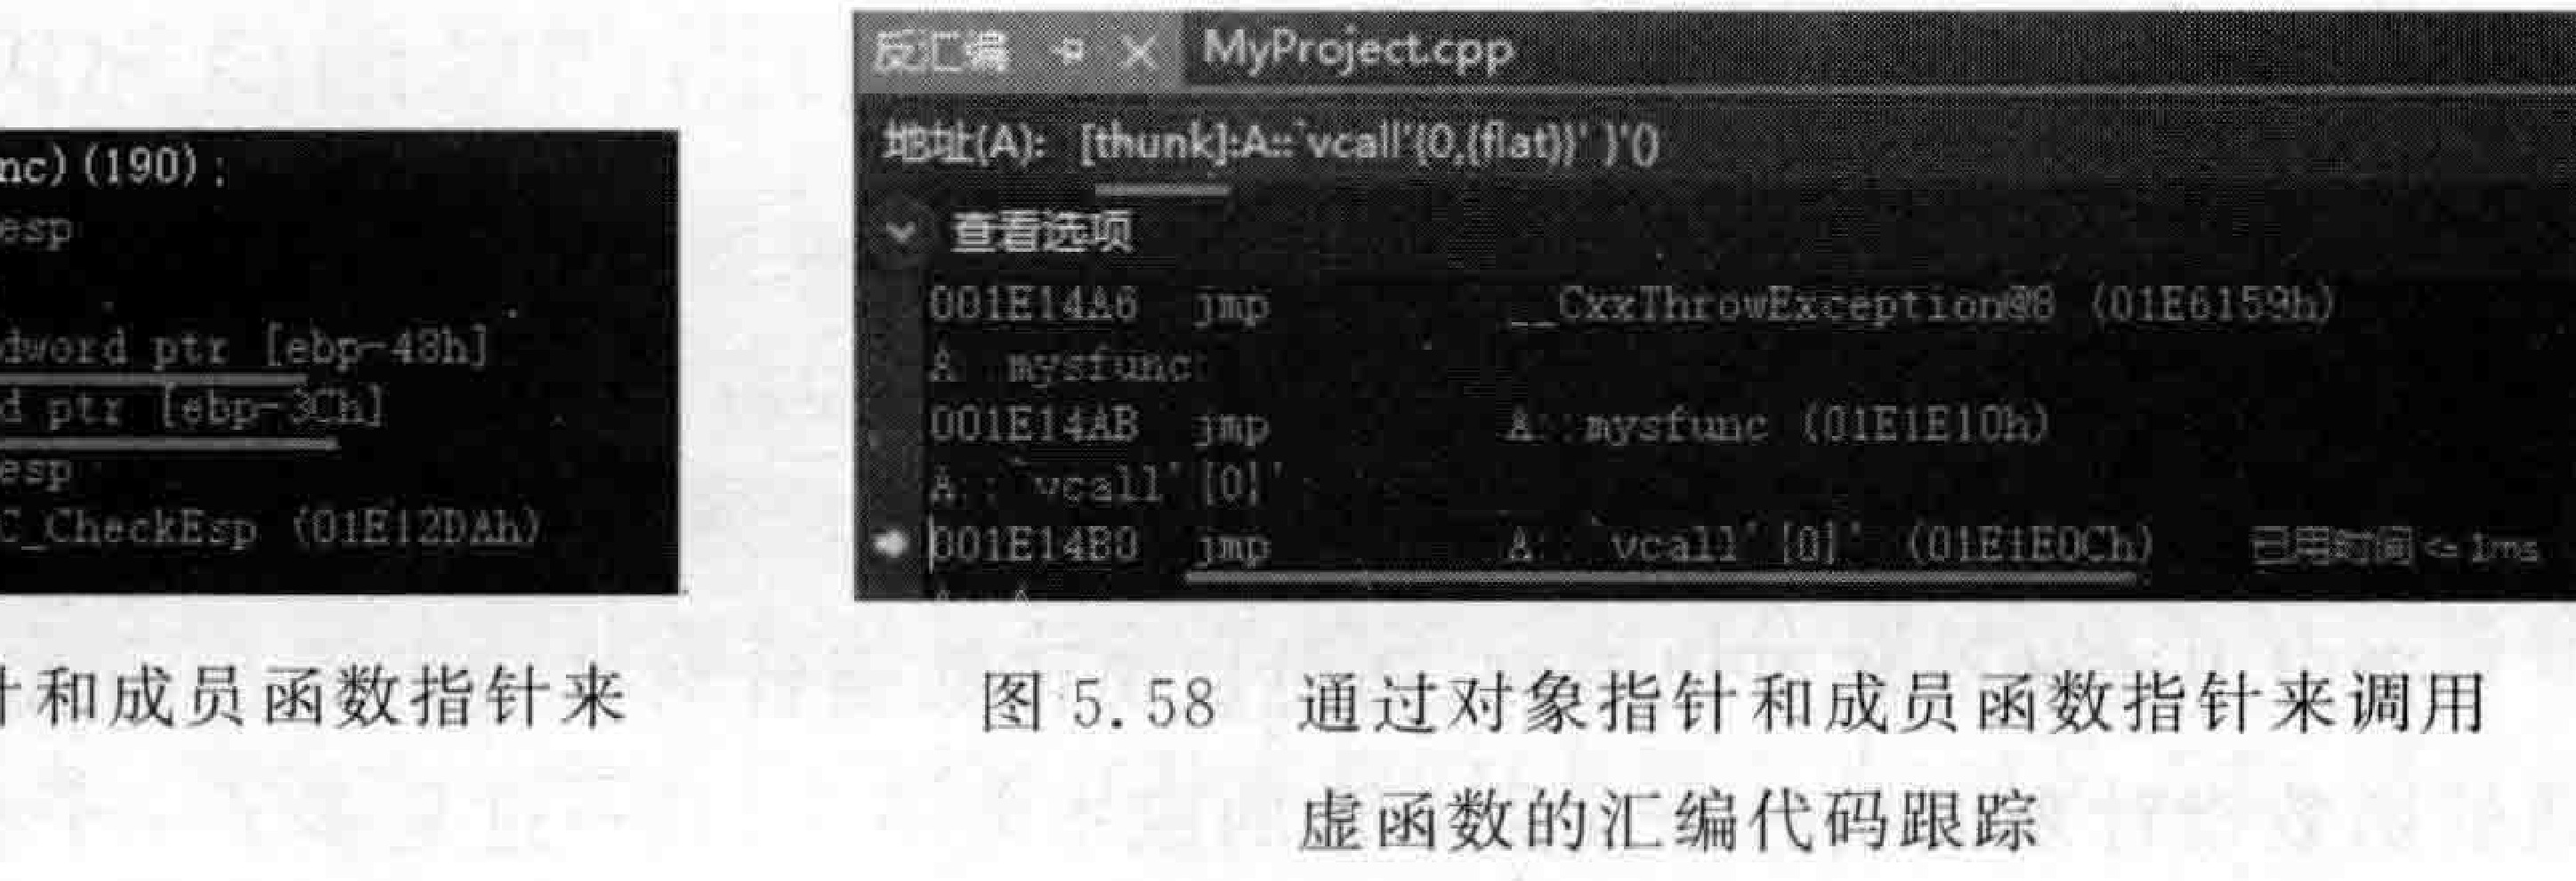 nc)(190);
esp
dword ptr [ebp-48h]
d ptr [ebp-3Ch]
esp
C_CheckEsp (01E12DAh)
十和成员函数指针来
反汇编 MyProject.cpp
地址(A): [thunk]:A::`vcall'{0,{flat}}' }'()
查看选项
001E14A6 jmp __CxxThrowException@8 (01E6159h)
A::mysfunc:
001E14AB jmp A::mysfunc (01E1E10h)
A::`vcall'{0}':
001E14B0 jmp A::`vcall'{0}' (01E1E0Ch) 已用时间 <= 1ms
图 5.58 通过对象指针和成员函数指针来调用
虚函数的汇编代码跟踪